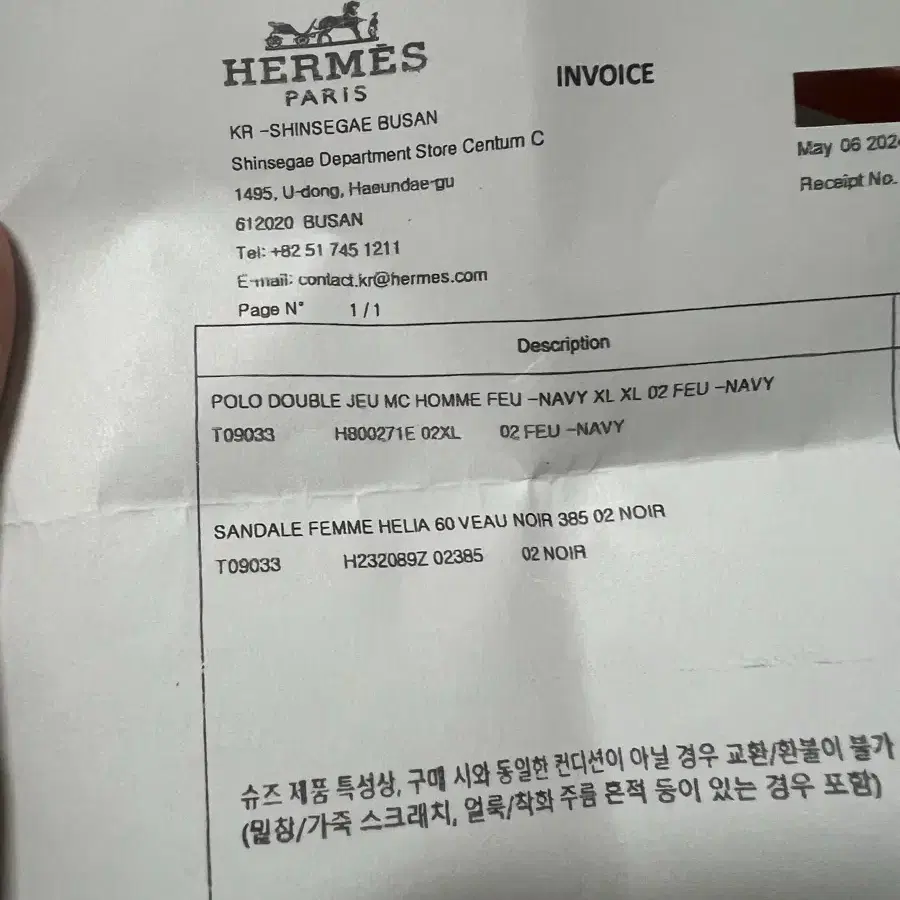 HERMÈS
PARIS
INVOICE
KR -SHINSEGAE BUSAN
Shinsegae Department Store Centum C
1495, U-dong, Haeundae-gu
612020 BUSAN
Tel: +82 51 745 1211
E-mail: contact.kr@hermes.com
Page N° 1 / 1
May 06 202
Receipt No.
Description
POLO DOUBLE JEU MC HOMME FEU -NAVY XL XL 02 FEU -NAVY
T09033 H800271E 02XL 02 FEU -NAVY
SANDALE FEMME HELIA 60 VEAU NOIR 385 02 NOIR
T09033 H232089Z 02385 02 NOIR
슈즈 제품 특성상, 구매 시와 동일한 컨디션이 아닐 경우 교환/환불이 불가
(밑창/가죽 스크래치, 얼룩/착화 주름 흔적 등이 있는 경우 포함)